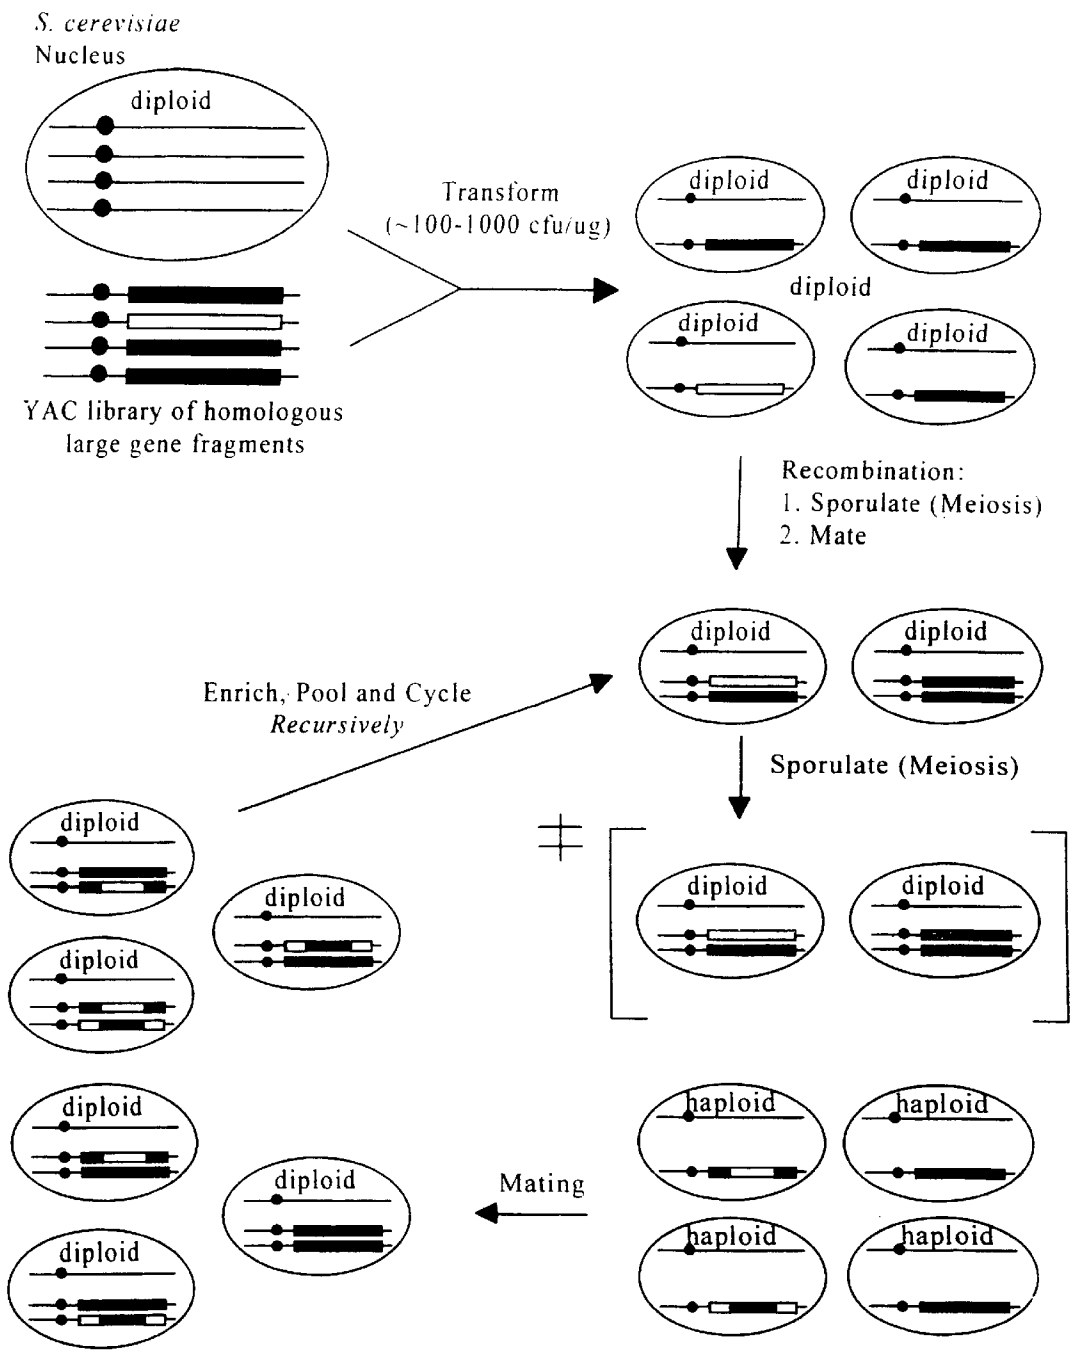 S. cerevisiae
Nucleus
diploid
YAC library of homologous
large gene fragments
Transform
(~100-1000 cfu/ug)
diploid
diploid
diploid
diploid
diploid
Recombination:
1. Sporulate (Meiosis)
2. Mate
diploid
diploid
Enrich, Pool and Cycle
Recursively
Sporulate (Meiosis)
diploid
diploid
diploid
diploid
diploid
haploid
haploid
haploid
haploid
Mating
diploid
diploid
diploid